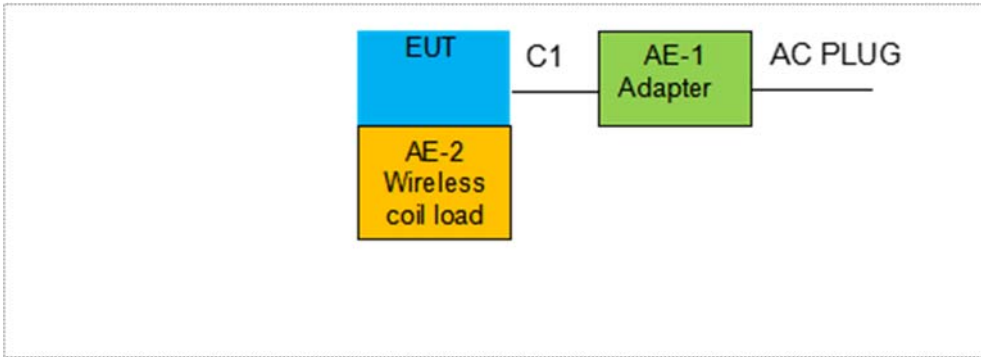 EUT
C1
AE-1
Adapter
AC PLUG
AE-2
Wireless
coil load